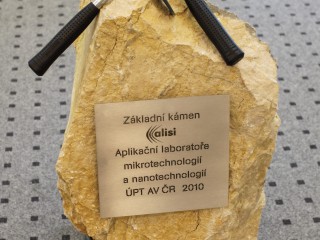 Základní kámen
alisi
Aplikační laboratoře
mikrotechnologií
a nanotechnologií
ÚPT AV ČR 2010